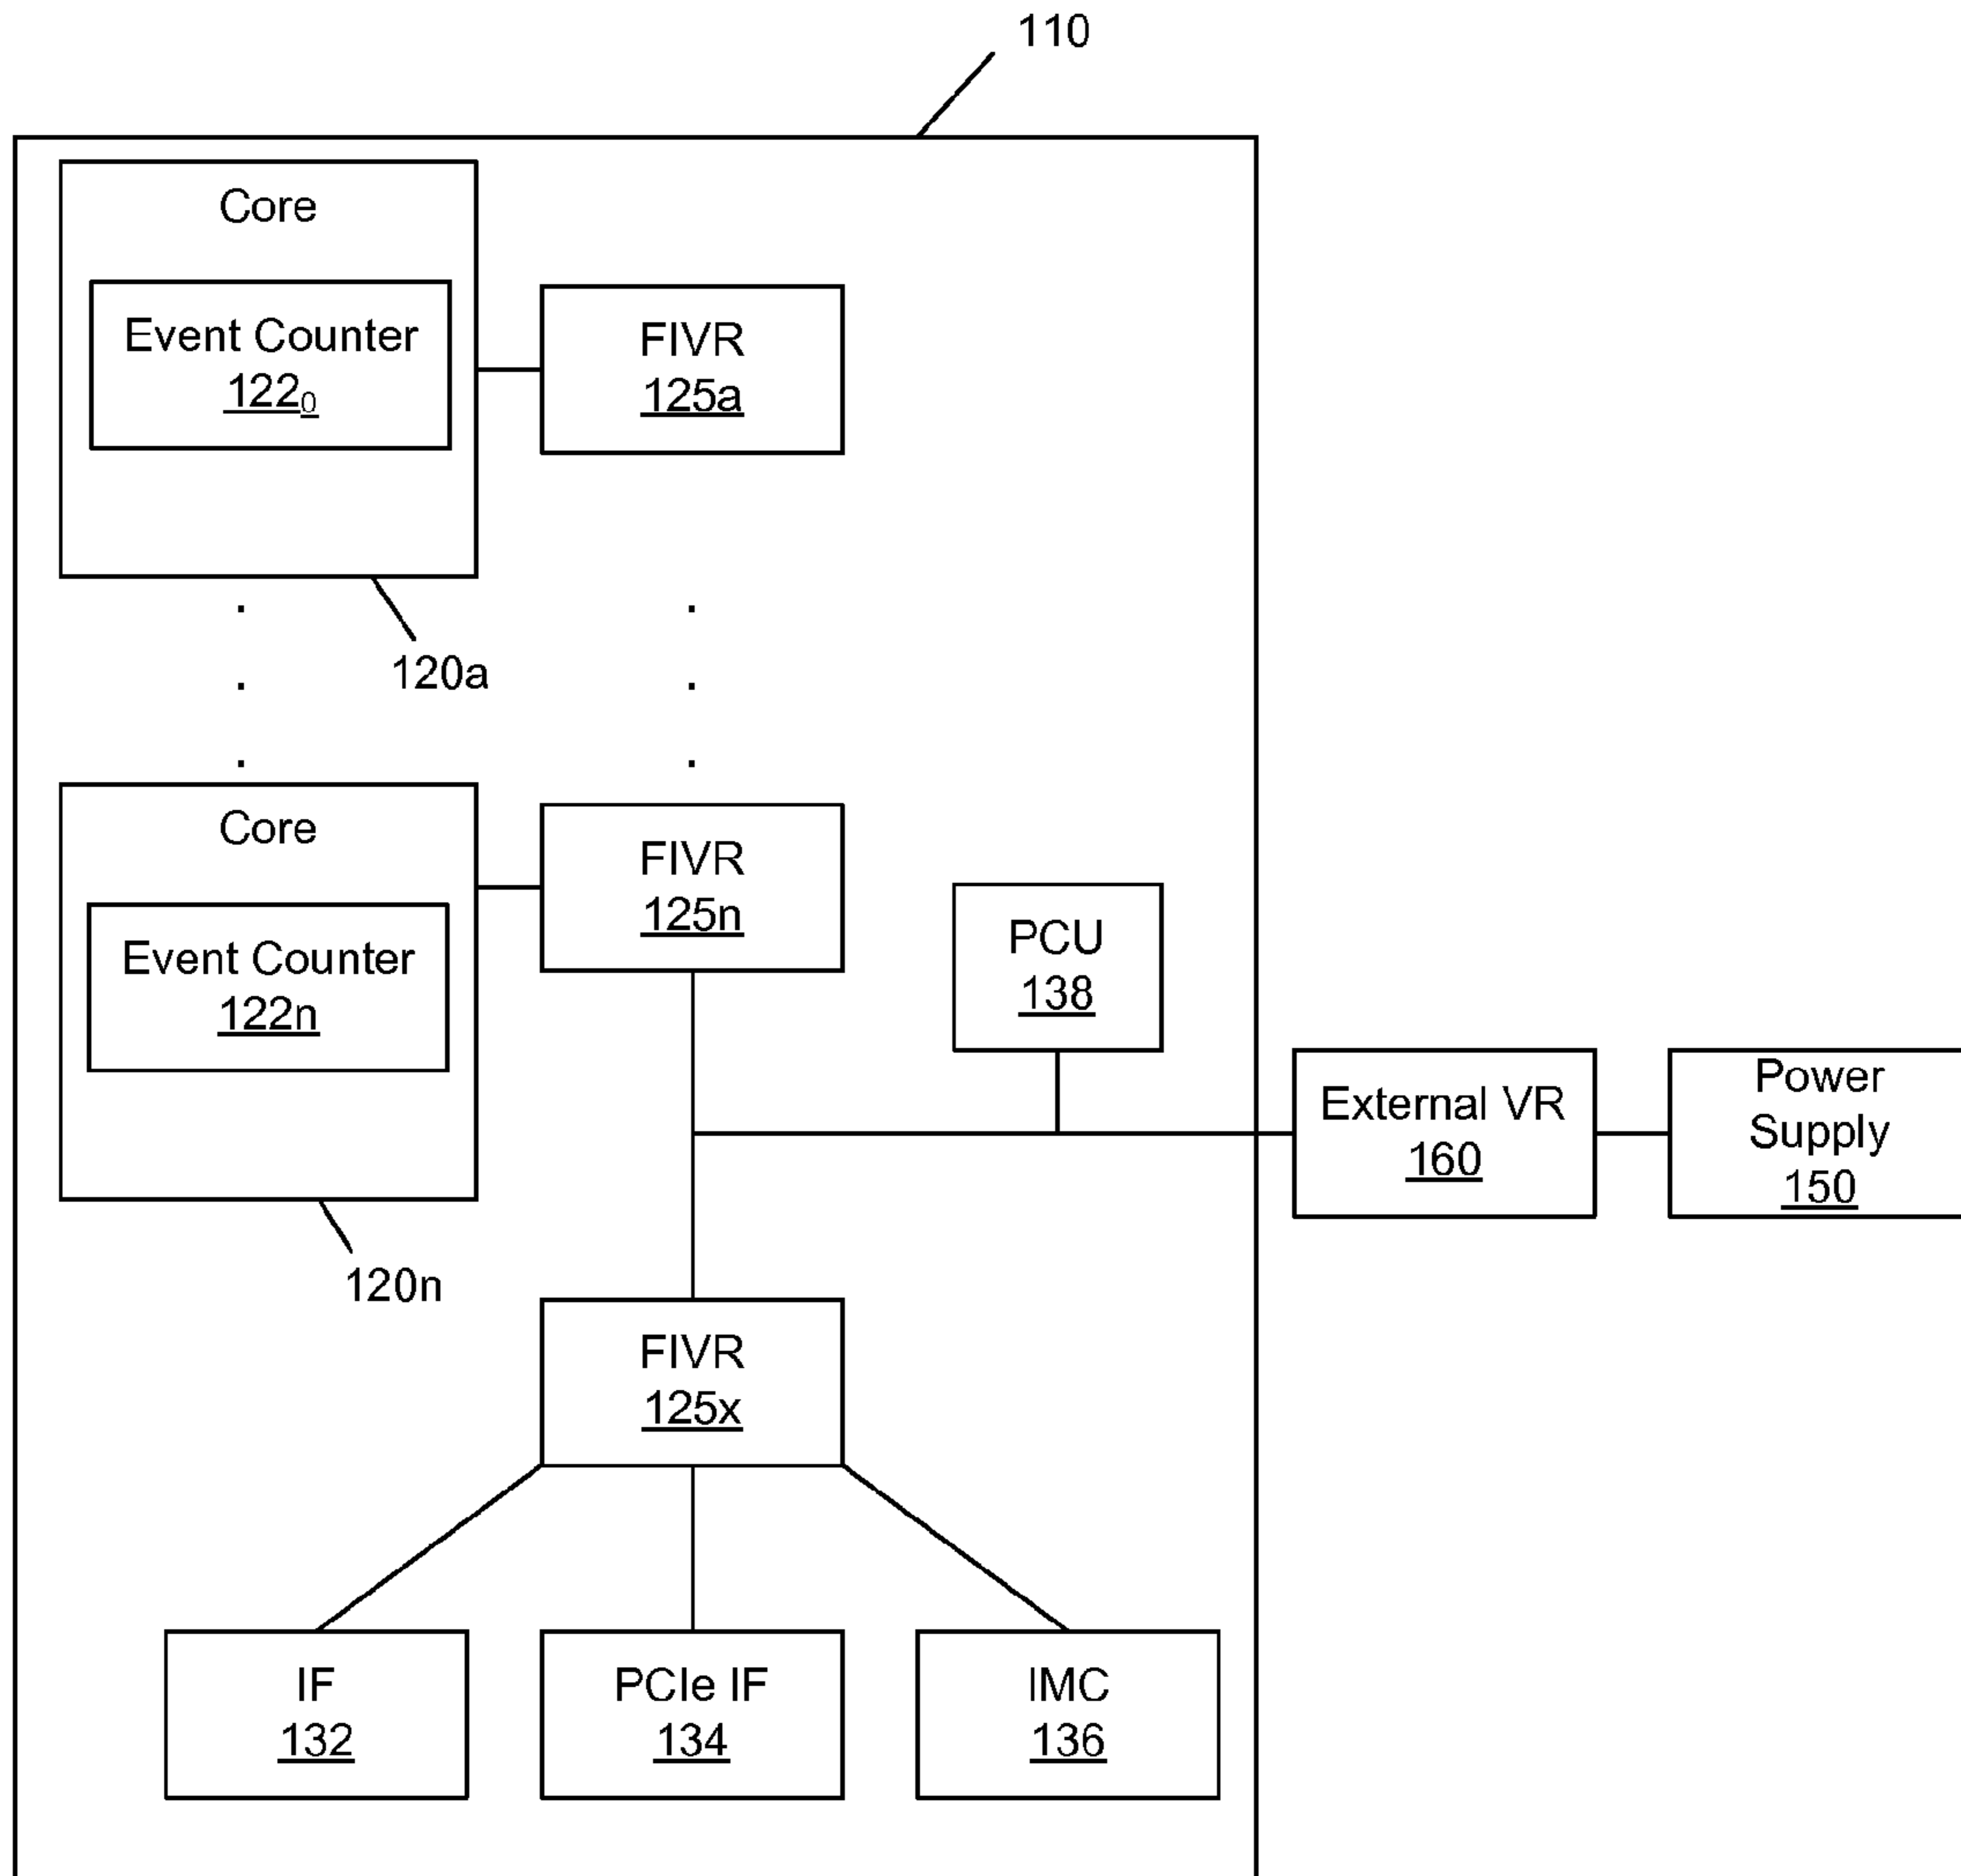 110
Core
Event Counter
122₀
FIVR
125a
120a
Core
Event Counter
122n
FIVR
125n
PCU
138
External VR
160
Power
Supply
150
120n
FIVR
125x
IF
132
PCIe IF
134
IMC
136